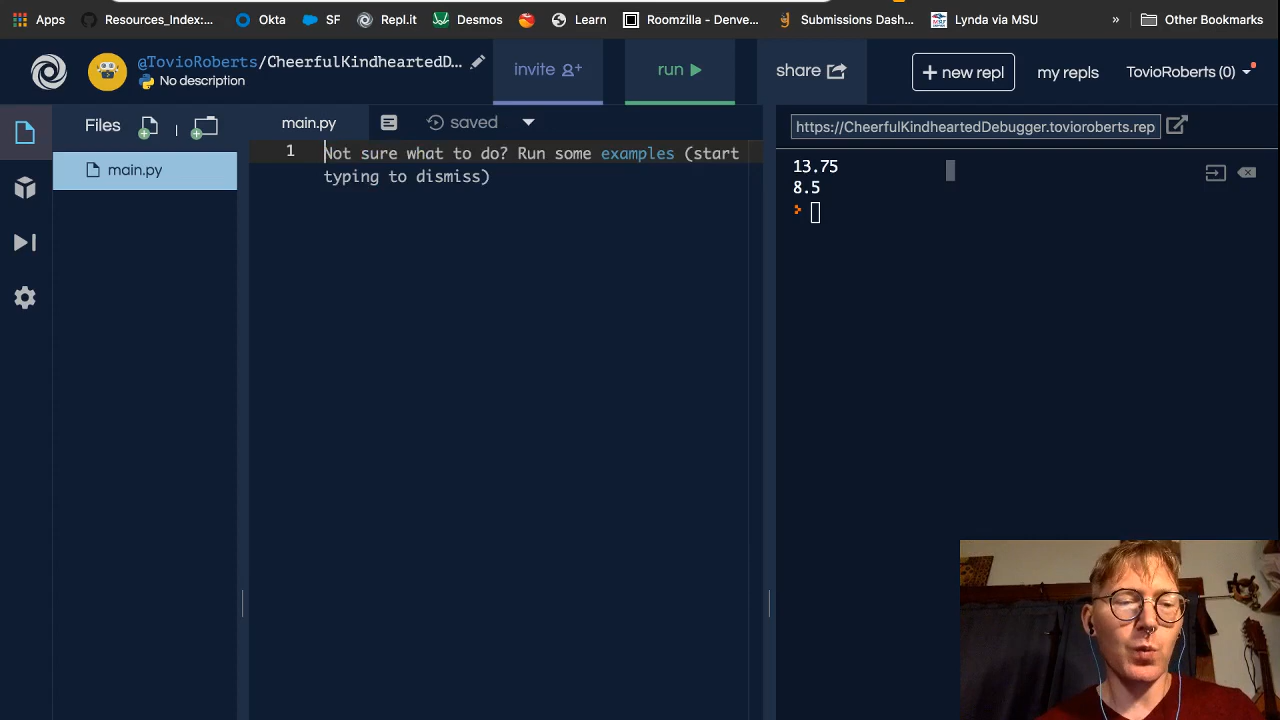 Apps Resources_Index:... Okta SF Repl.it Desmos Learn Roomzilla - Denve... Submissions Dash... Lynda via MSU » Other Bookmarks
@TovioRoberts/CheerfulKindheartedD...
No description
invite
run
share
+ new repl
my repls
TovioRoberts (0)
Files
main.py
saved
https://CheerfulKindheartedDebugger.tovioroberts.rep
main.py
1
Not sure what to do? Run some examples (start
typing to dismiss)
13.75
8.5